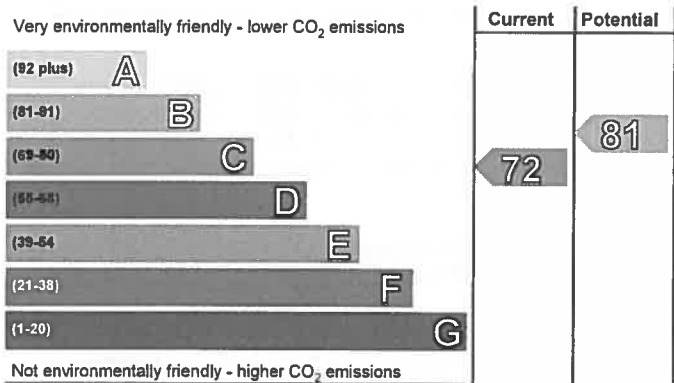 Very environmentally friendly - lower CO₂ emissions
Current
Potential
(92 plus) A
(81-91) B
81
(69-80) C
72
(55-68) D
(39-54 E
(21-38) F
(1-20) G
Not environmentally friendly - higher CO₂ emissions